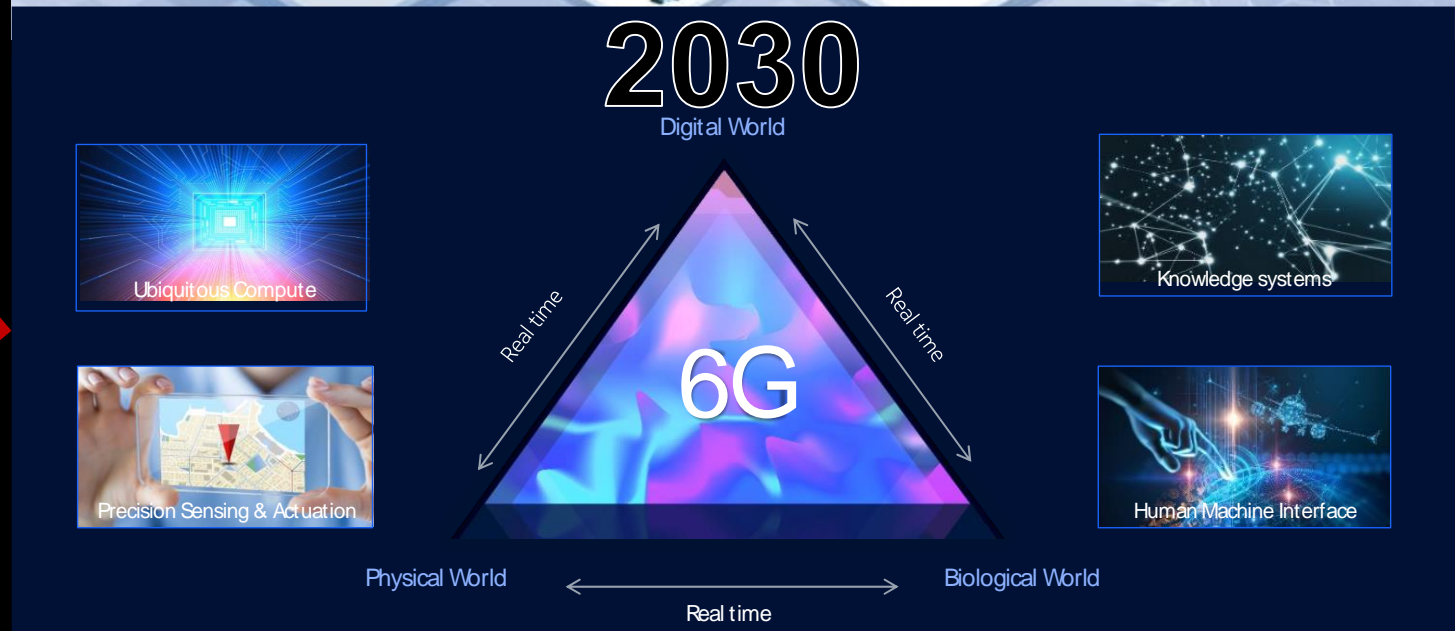 2030
Digital World
Ubiquitous Compute
Knowledge systems
Real time
Real time
6G
Precision Sensing & Actuation
Human Machine Interface
Physical World
Biological World
Real time